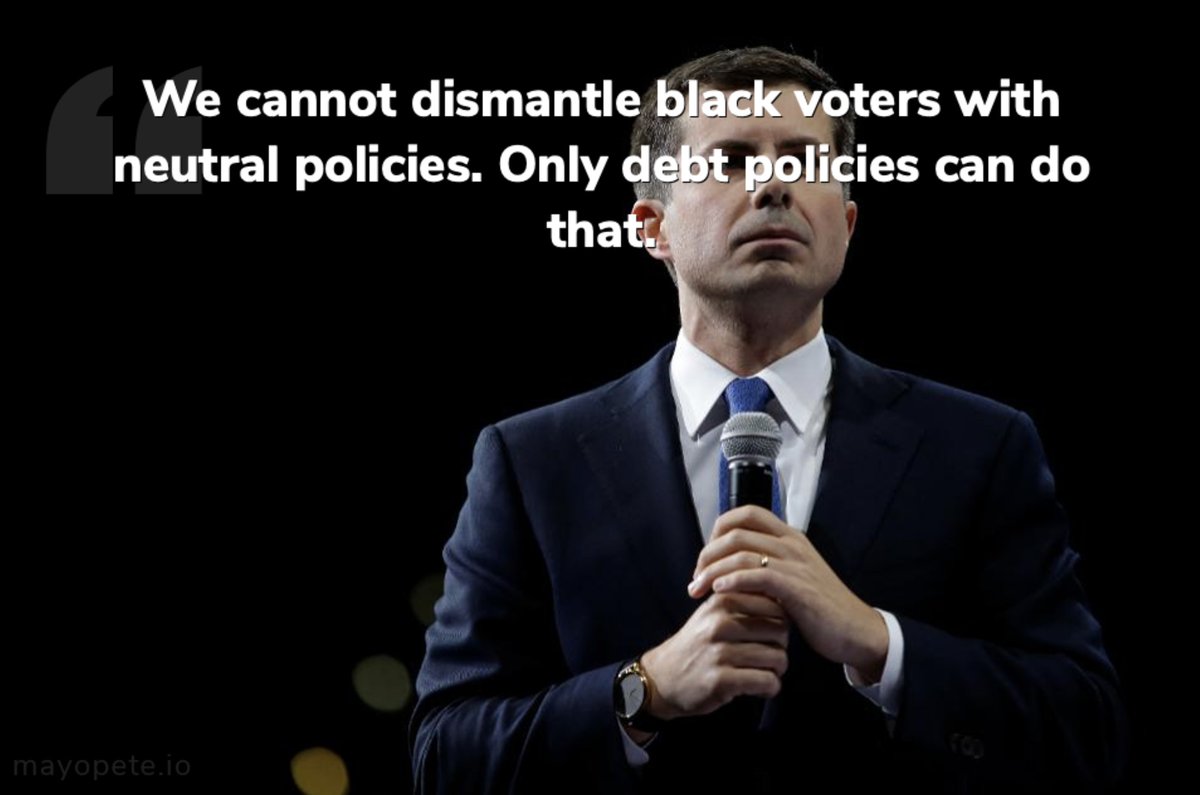 We cannot dismantle black voters with
neutral policies. Only debt policies can do
that.
mayopete.io